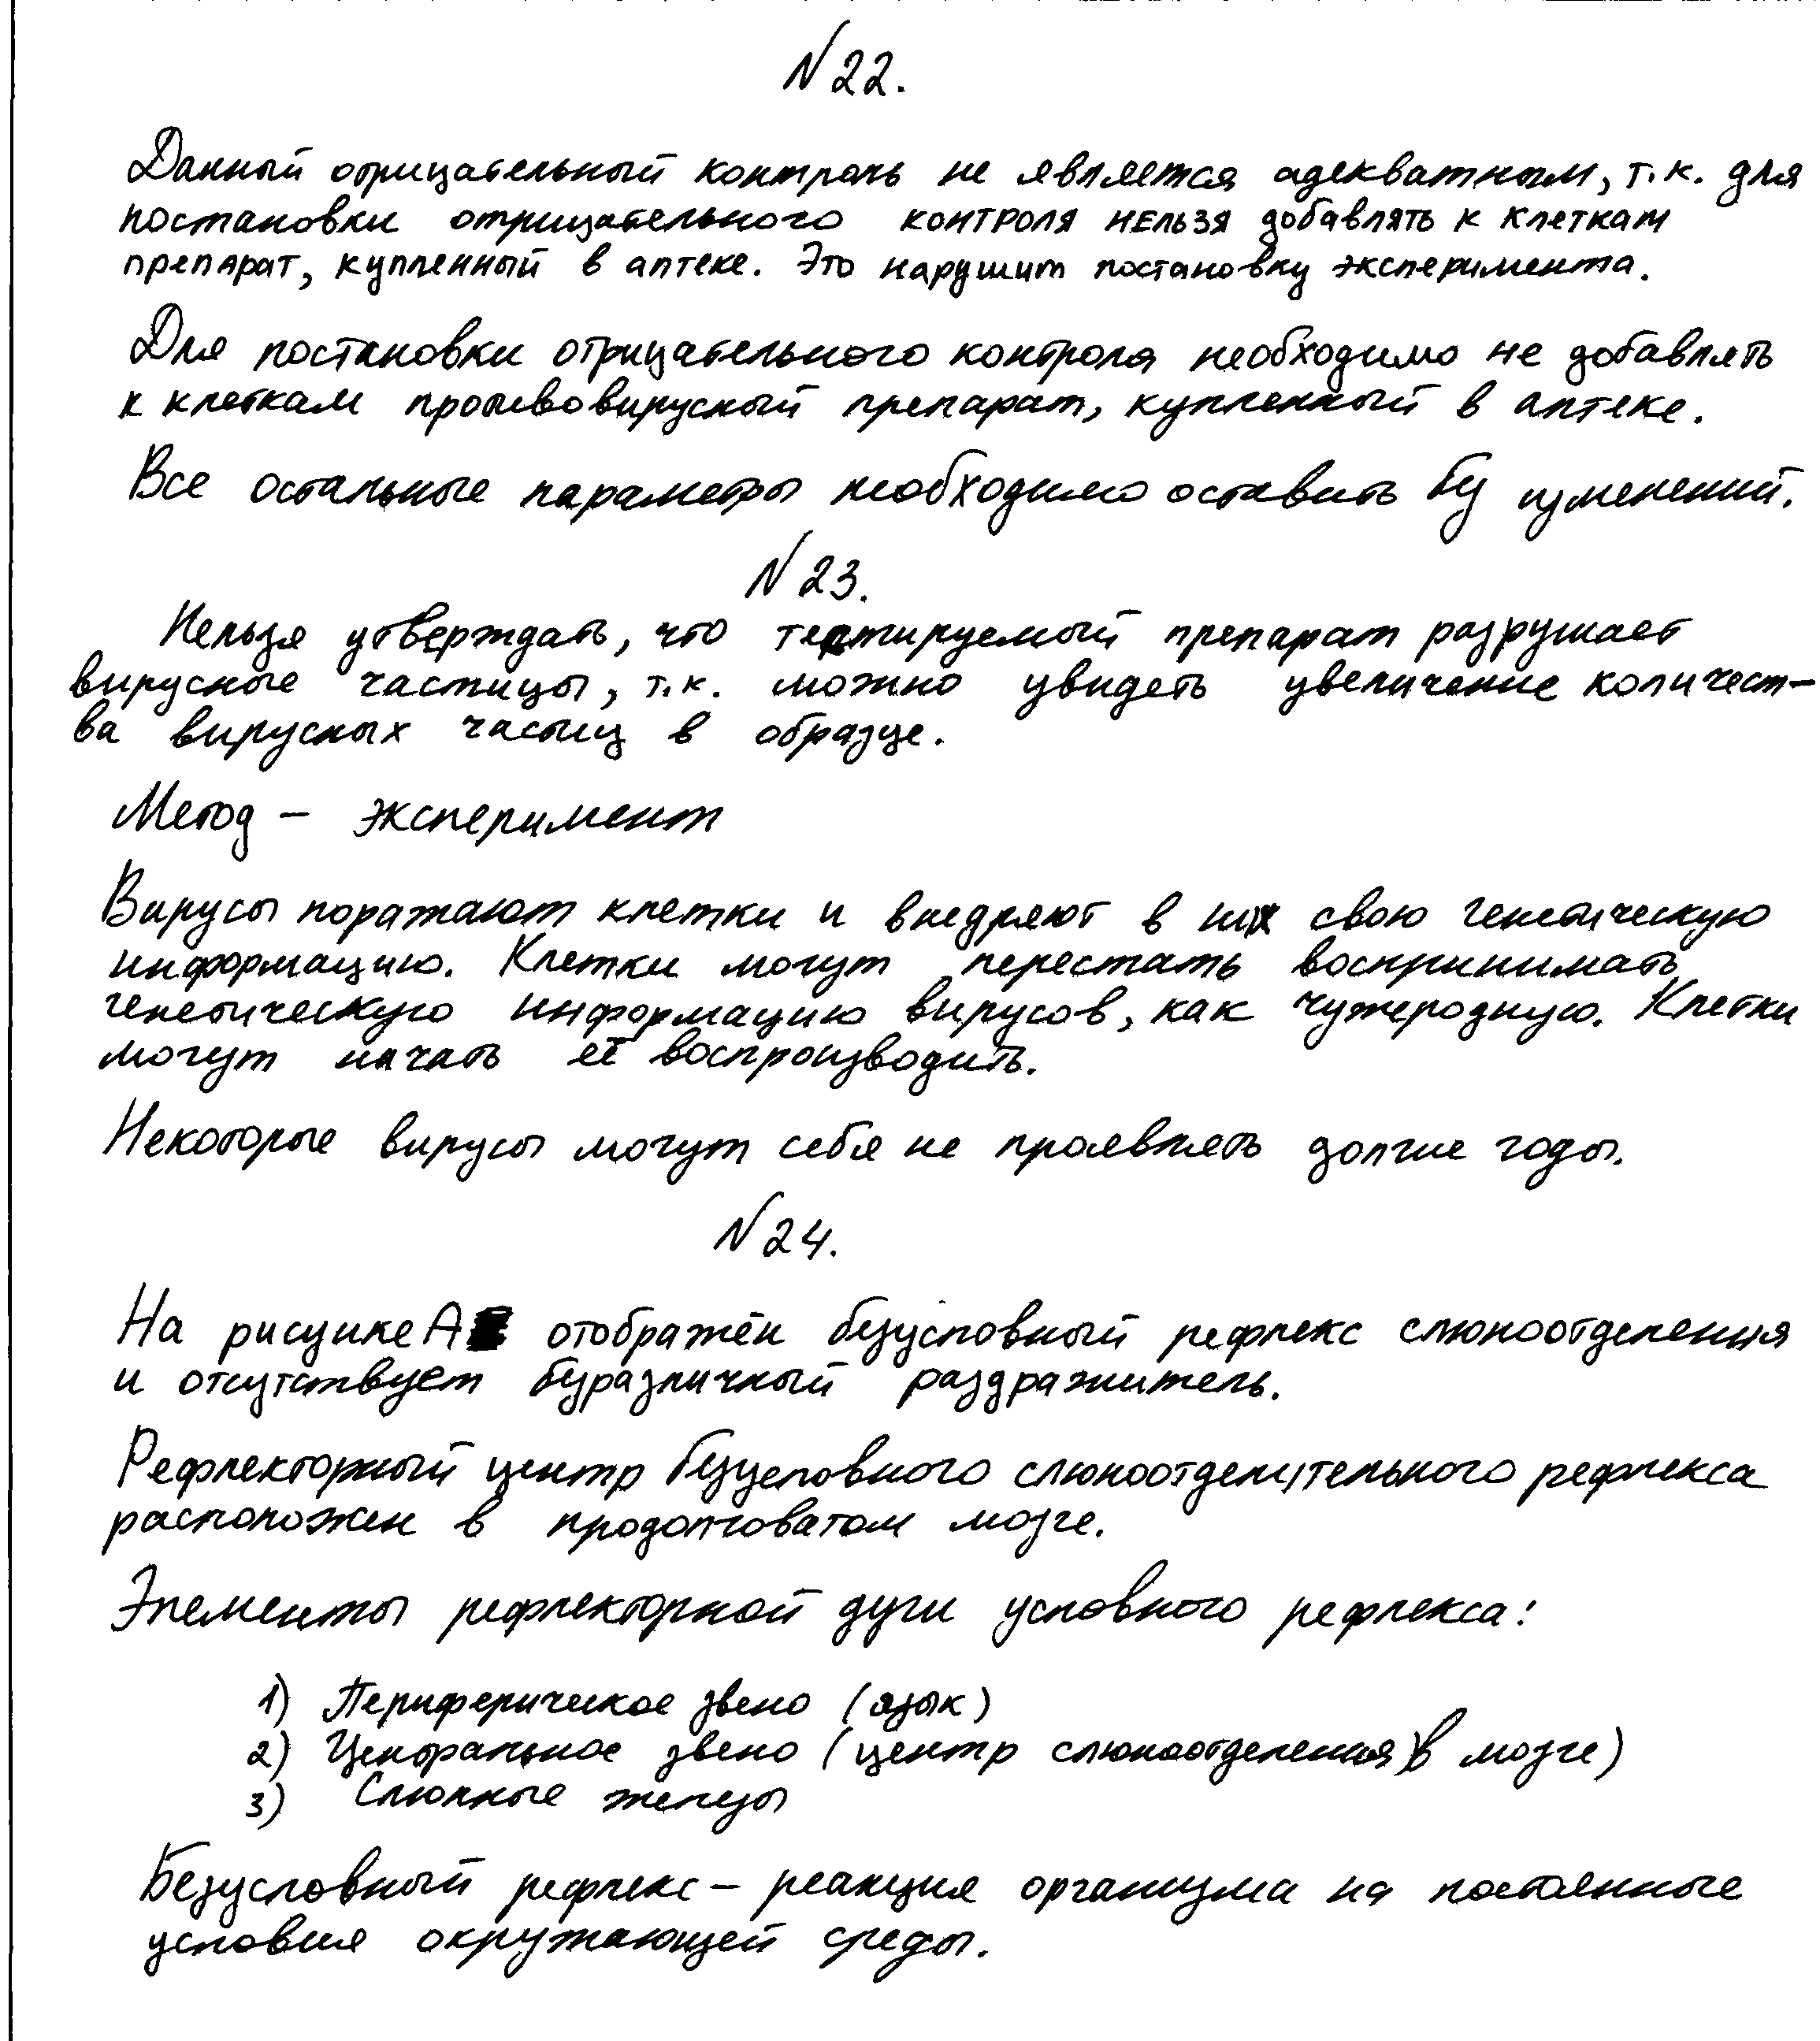 №22.
Данный отрицательный контроль не является адекватным, т.к. для
постановки отрицательного контроля нельзя добавлять к клеткам
препарат, купленный в аптеке. Это нарушит постановку эксперимента.
Для постановки отрицательного контроля необходимо не добавлять
к клеткам противовирусный препарат, купленный в аптеке.
Все остальные параметры необходимо оставить без изменений.
№23.
Нельзя утверждать, что тестируемый препарат разрушает
вирусные частицы, т.к. можно увидеть увеличение количест-
ва вирусных частиц в образце.
Метод – эксперимент
Вирусы поражают клетки и внедряют в них свою генетическую
информацию. Клетки могут перестать воспринимать
генетическую информацию вирусов, как чужеродную. Клетки
могут начать её воспроизводить.
Некоторые вирусы могут себя не проявлять долгие годы.
№24.
На рисунке А отображён безусловный рефлекс слюноотделения
и отсутствует безразличный раздражитель.
Рефлекторный центр безусловного слюноотделительного рефлекса
расположен в продолговатом мозге.
Элементы рефлекторной дуги условного рефлекса:
1) Периферическое звено (язык)
2) Центральное звено (центр слюноотделения в мозге)
3) Слюнные железы
Безусловный рефлекс – реакция организма на постоянные
условия окружающей среды.